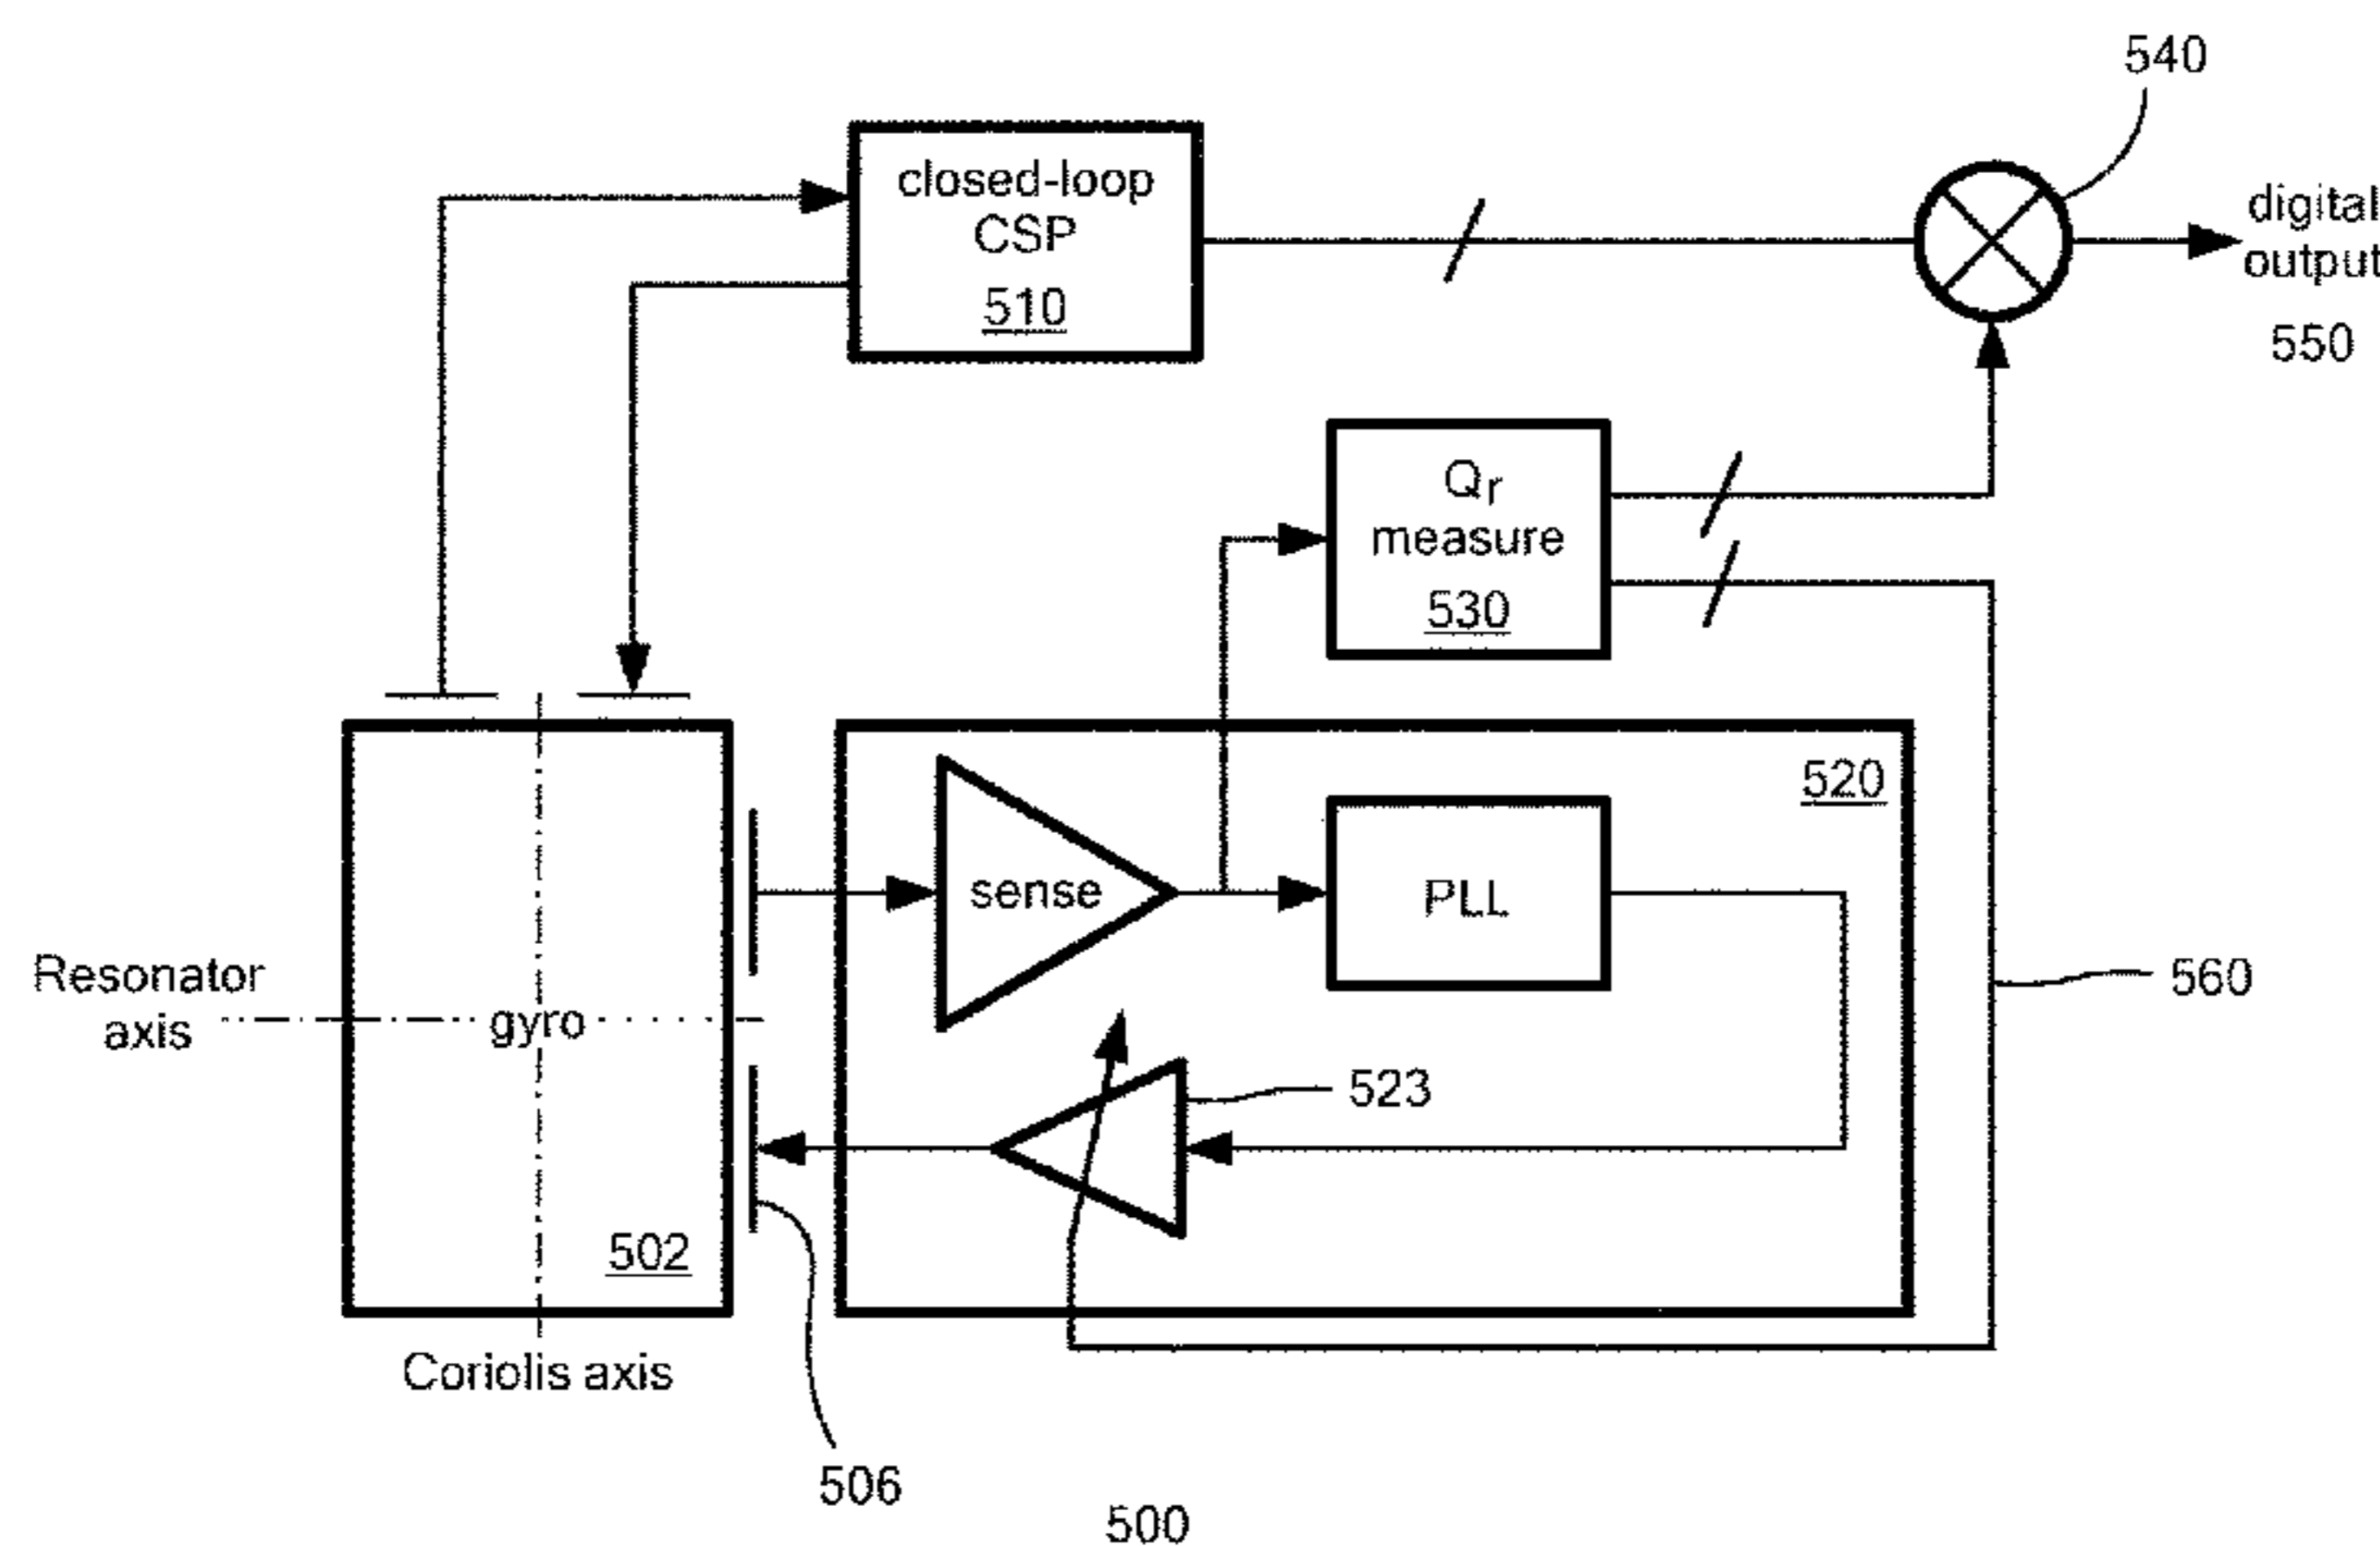 540
closed-loop
CSP
510
digital
output
550
Qr
measure
530
520
sense
PLL
Resonator
axis
gyro
560
523
502
Coriolis axis
506
500